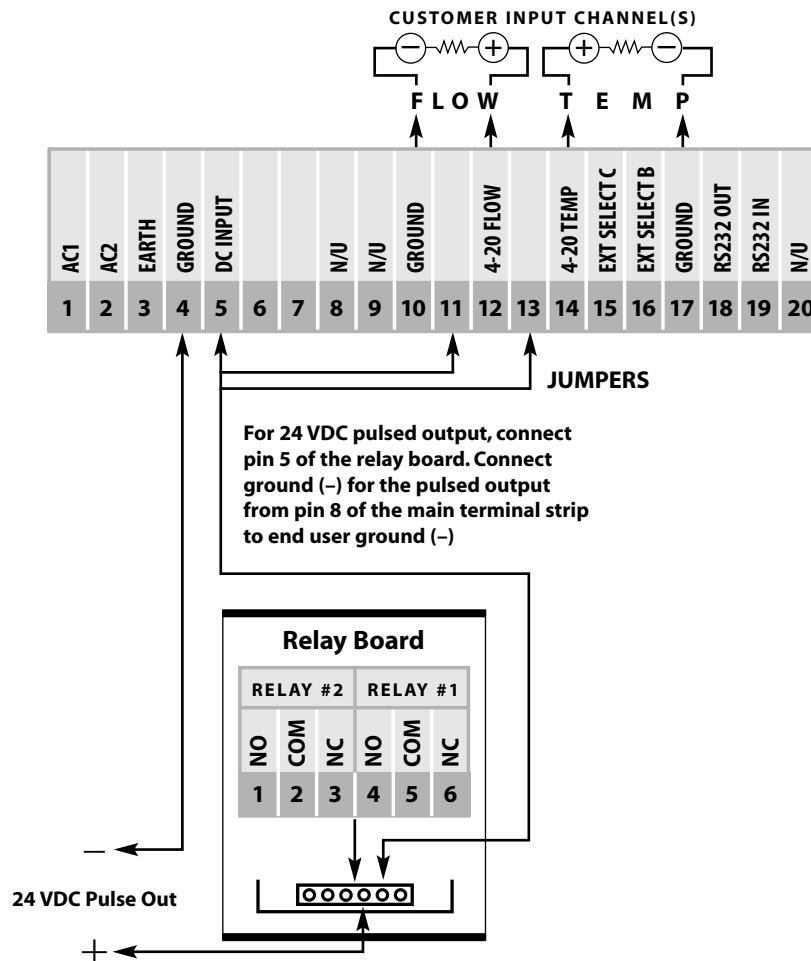 CUSTOMER INPUT CHANNEL(S)
− + + −
F L O W T E M P
AC1 AC2 EARTH GROUND DC INPUT N/U N/U GROUND 4-20 FLOW 4-20 TEMP EXT SELECT C EXT SELECT B GROUND RS232 OUT RS232 IN N/U
1 2 3 4 5 6 7 8 9 10 11 12 13 14 15 16 17 18 19 20
JUMPERS
For 24 VDC pulsed output, connect
pin 5 of the relay board. Connect
ground (–) for the pulsed output
from pin 8 of the main terminal strip
to end user ground (–)
Relay Board
RELAY #2 RELAY #1
NO COM NC NO COM NC
1 2 3 4 5 6
−
24 VDC Pulse Out
+